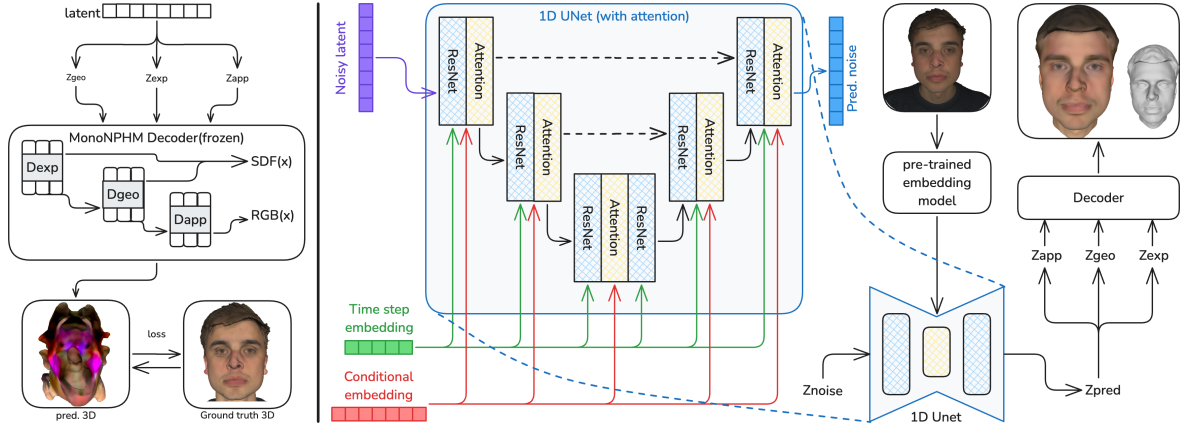 latent
Zgeo
Zexp
Zapp
MonoNPHM Decoder(frozen)
Dexp
SDF(x)
Dgeo
Dapp
RGB(x)
loss
pred. 3D
Ground truth 3D
Noisy latent
1D UNet (with attention)
ResNet
Attention
ResNet
Attention
ResNet
Attention
ResNet
ResNet
Attention
ResNet
Attention
Pred. noise
Time step
embedding
Conditional
embedding
pre-trained
embedding
model
Znoise
1D Unet
Zpred
Decoder
Zapp
Zgeo
Zexp